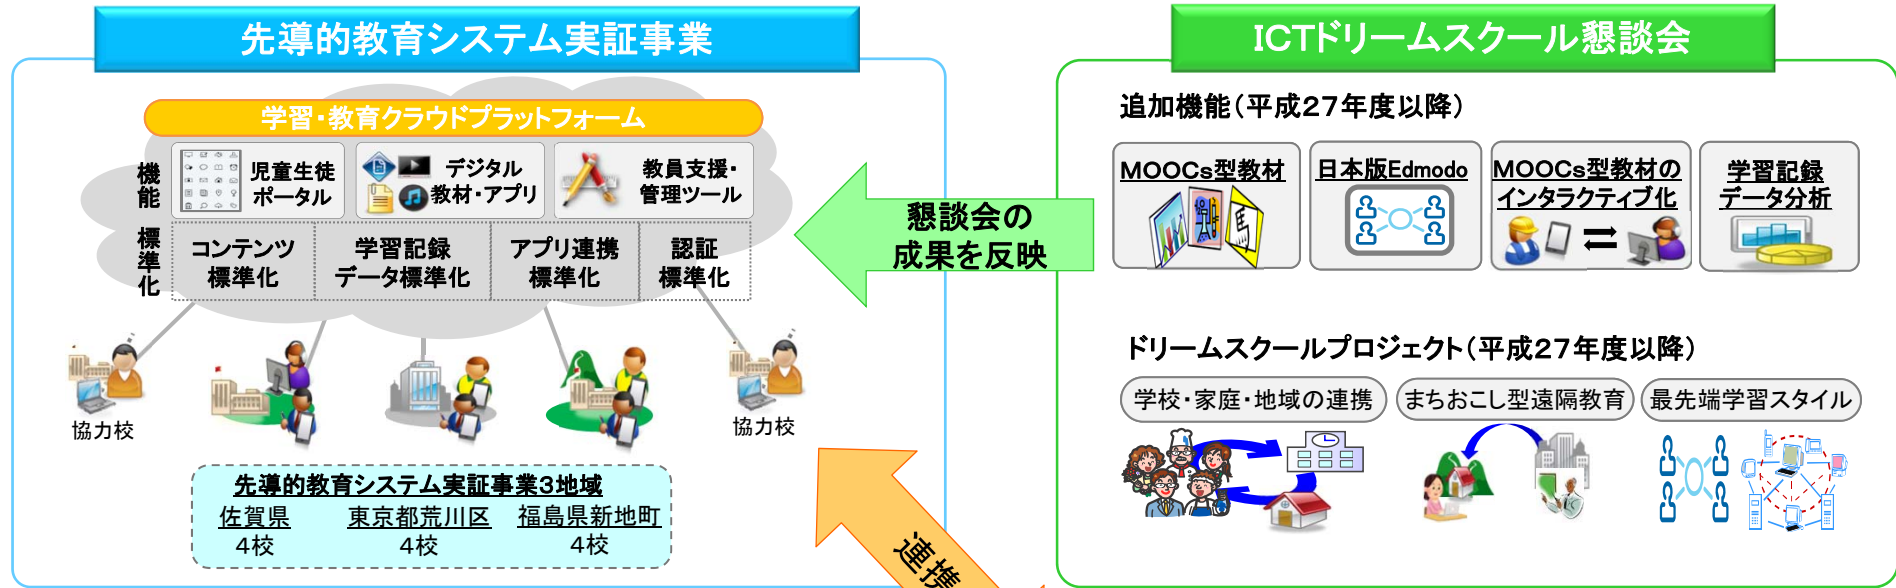 先導的教育システム実証事業
学習・教育クラウドプラットフォーム
機能
児童生徒
ポータル
デジタル
教材・アプリ
教員支援・
管理ツール
標準化
コンテンツ
標準化
学習記録
データ標準化
アプリ連携
標準化
認証
標準化
協力校
協力校
先導的教育システム実証事業3地域
佐賀県
4校
東京都荒川区
4校
福島県新地町
4校
懇談会の
成果を反映
連携
ICTドリームスクール懇談会
追加機能(平成27年度以降)
MOOCs型教材
日本版Edmodo
MOOCs型教材の
インタラクティブ化
学習記録
データ分析
ドリームスクールプロジェクト(平成27年度以降)
学校・家庭・地域の連携
まちおこし型遠隔教育
最先端学習スタイル